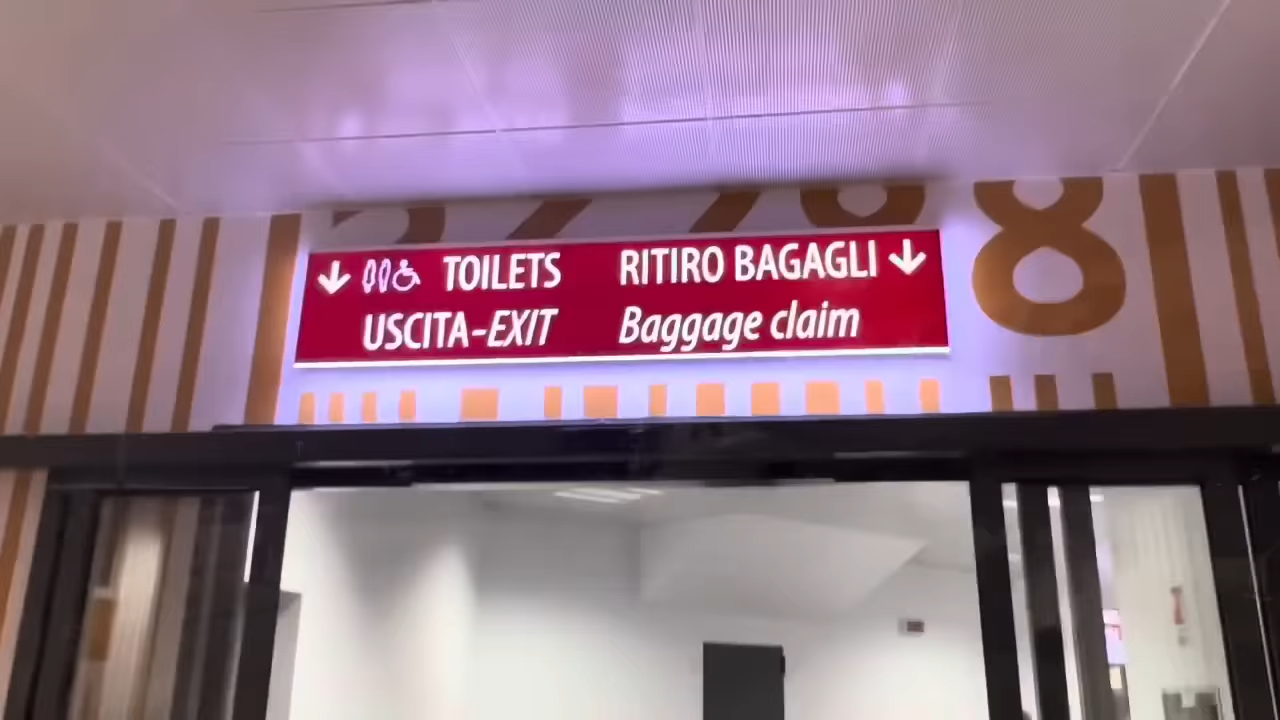 TOILETS
USCITA-EXIT
RITIRO BAGAGLI
Baggage claim
8